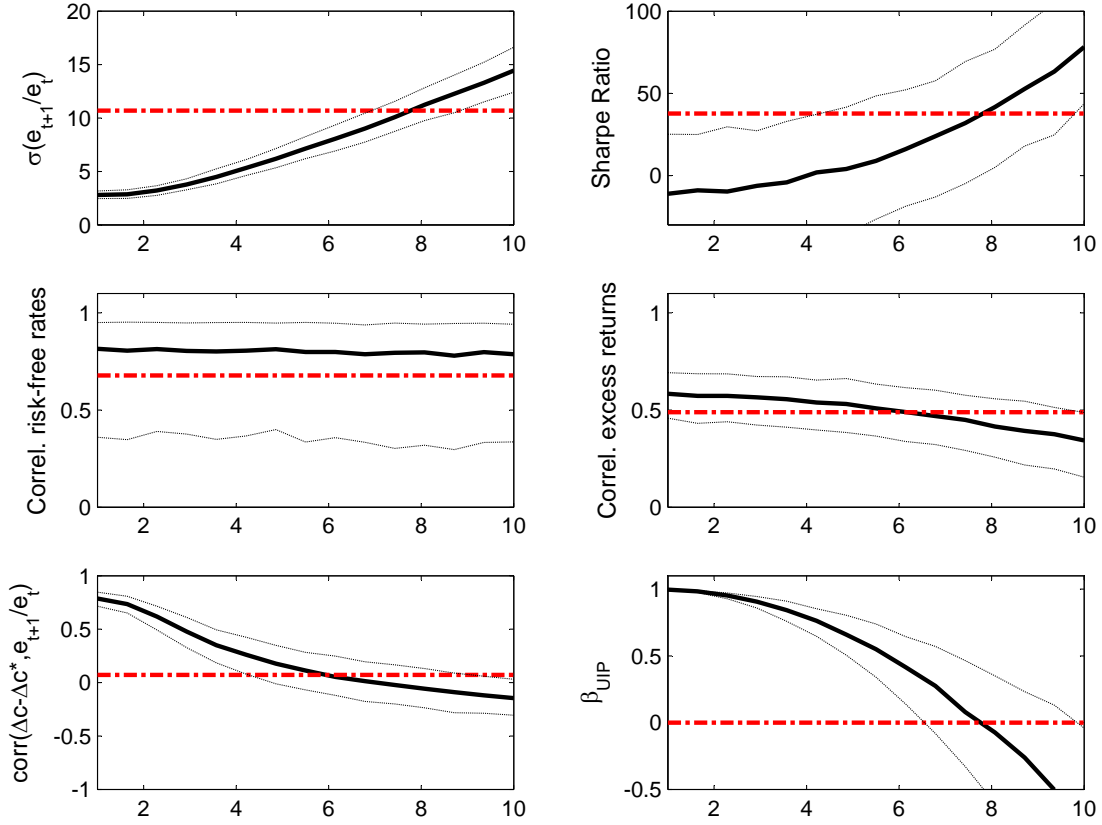 σ(e_{t+1}/e_t)
20
15
10
5
0
2 4 6 8 10
Sharpe Ratio
100
50
0
2 4 6 8 10
Correl. risk-free rates
1
0.5
0
2 4 6 8 10
Correl. excess returns
1
0.5
0
2 4 6 8 10
corr(Δc-Δc*,e_{t+1}/e_t)
1
0.5
0
-0.5
-1
2 4 6 8 10
β_{UIP}
1
0.5
0
-0.5
2 4 6 8 10